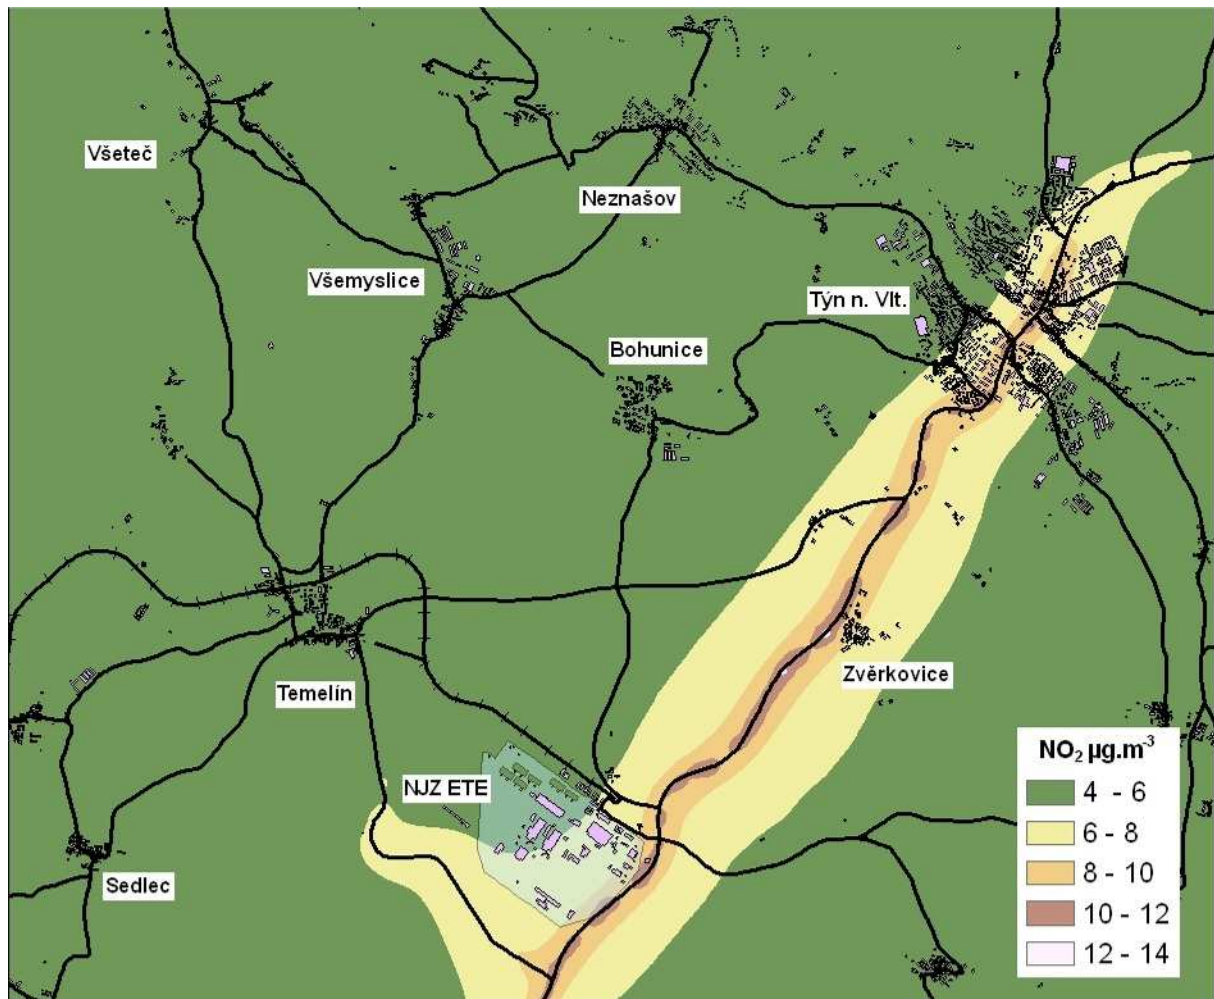 Všeteč
Neznašov
Všemyslice
Týn n. Vlt.
Bohunice
Zvěrkovice
Temelín
NJZ ETE
Sedlec
NO₂ µg.m⁻³
4 - 6
6 - 8
8 - 10
10 - 12
12 - 14